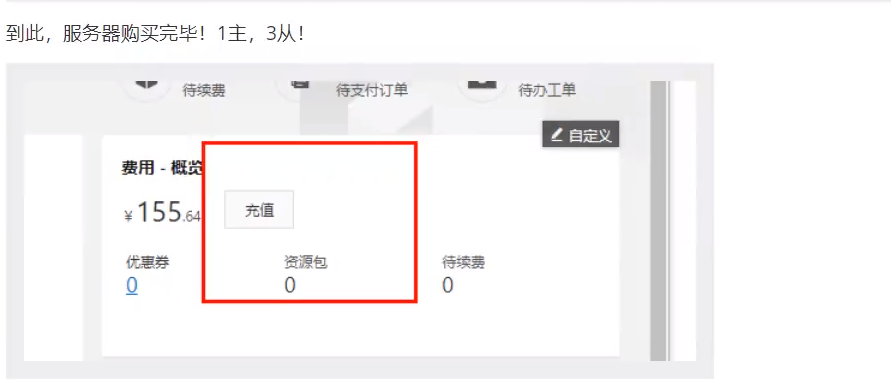 到此，服务器购买完毕！1主，3从！
待续费 待支付订单 待办工单
自定义
费用 - 概览
¥ 155.64 充值
优惠券 资源包 待续费
0 0 0